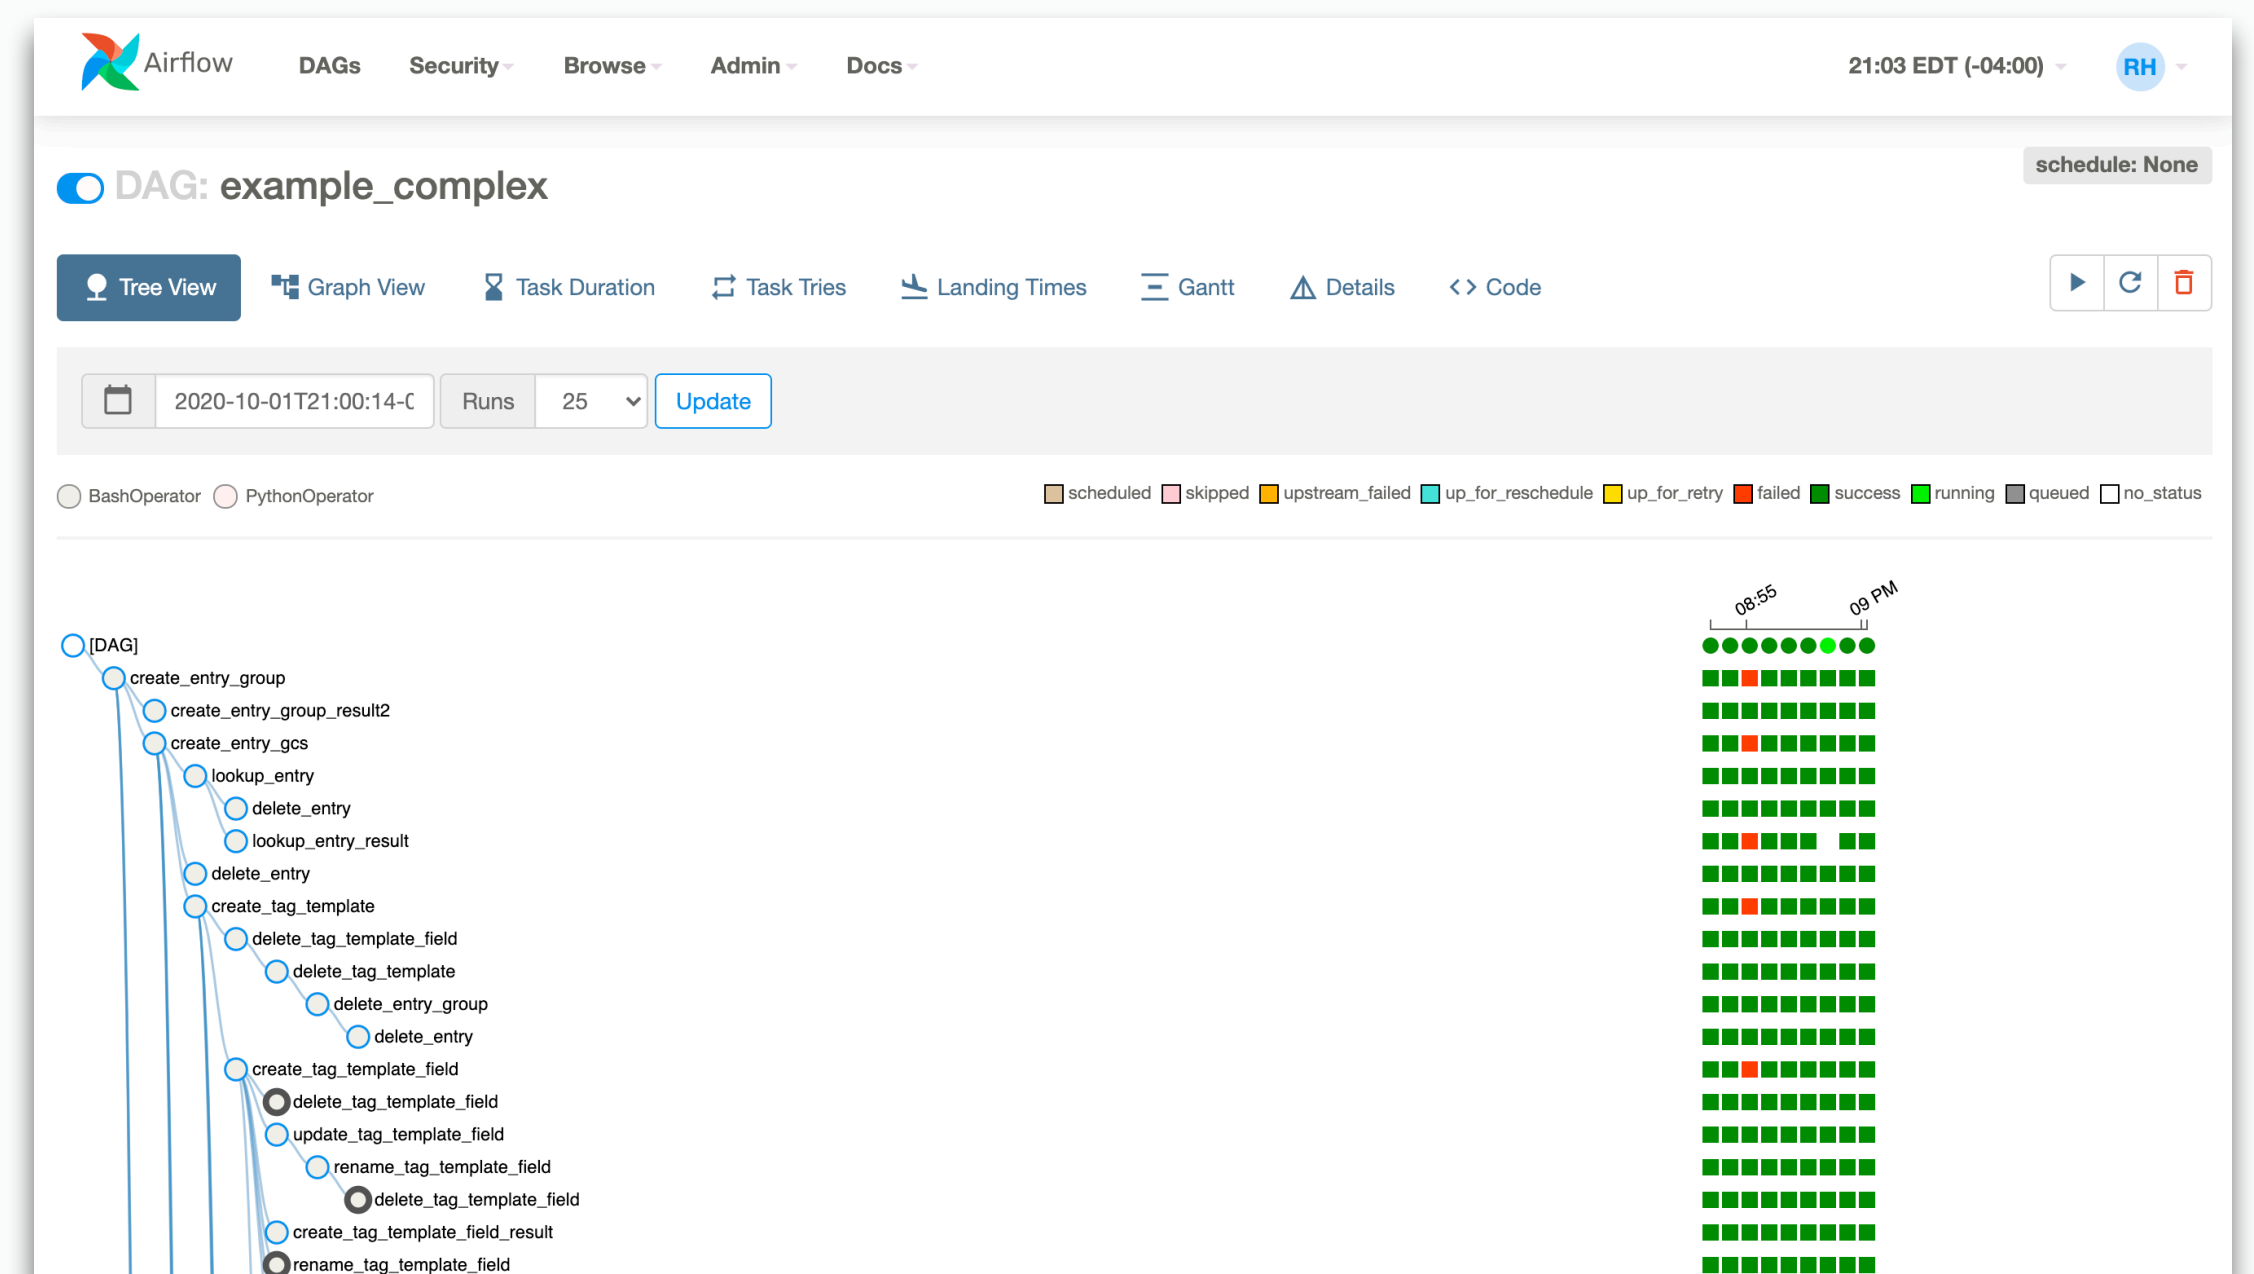 Airflow DAGs Security Browse Admin Docs 21:03 EDT (-04:00) RH
schedule: None
DAG: example_complex
Tree View Graph View Task Duration Task Tries Landing Times Gantt Details Code
2020-10-01T21:00:14-0 Runs 25 Update
BashOperator PythonOperator scheduled skipped upstream_failed up_for_reschedule up_for_retry failed success running queued no_status
08:55 09 PM
[DAG]
create_entry_group
create_entry_group_result2
create_entry_gcs
lookup_entry
delete_entry
lookup_entry_result
delete_entry
create_tag_template
delete_tag_template_field
delete_tag_template
delete_entry_group
delete_entry
create_tag_template_field
delete_tag_template_field
update_tag_template_field
rename_tag_template_field
delete_tag_template_field
create_tag_template_field_result
rename_tag_template_field